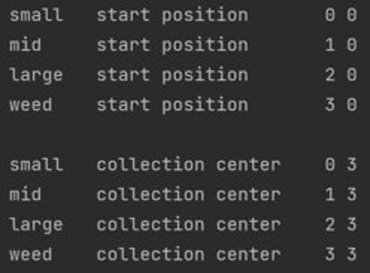 small start position 0 0
mid start position 1 0
large start position 2 0
weed start position 3 0
small collection center 0 3
mid collection center 1 3
large collection center 2 3
weed collection center 3 3